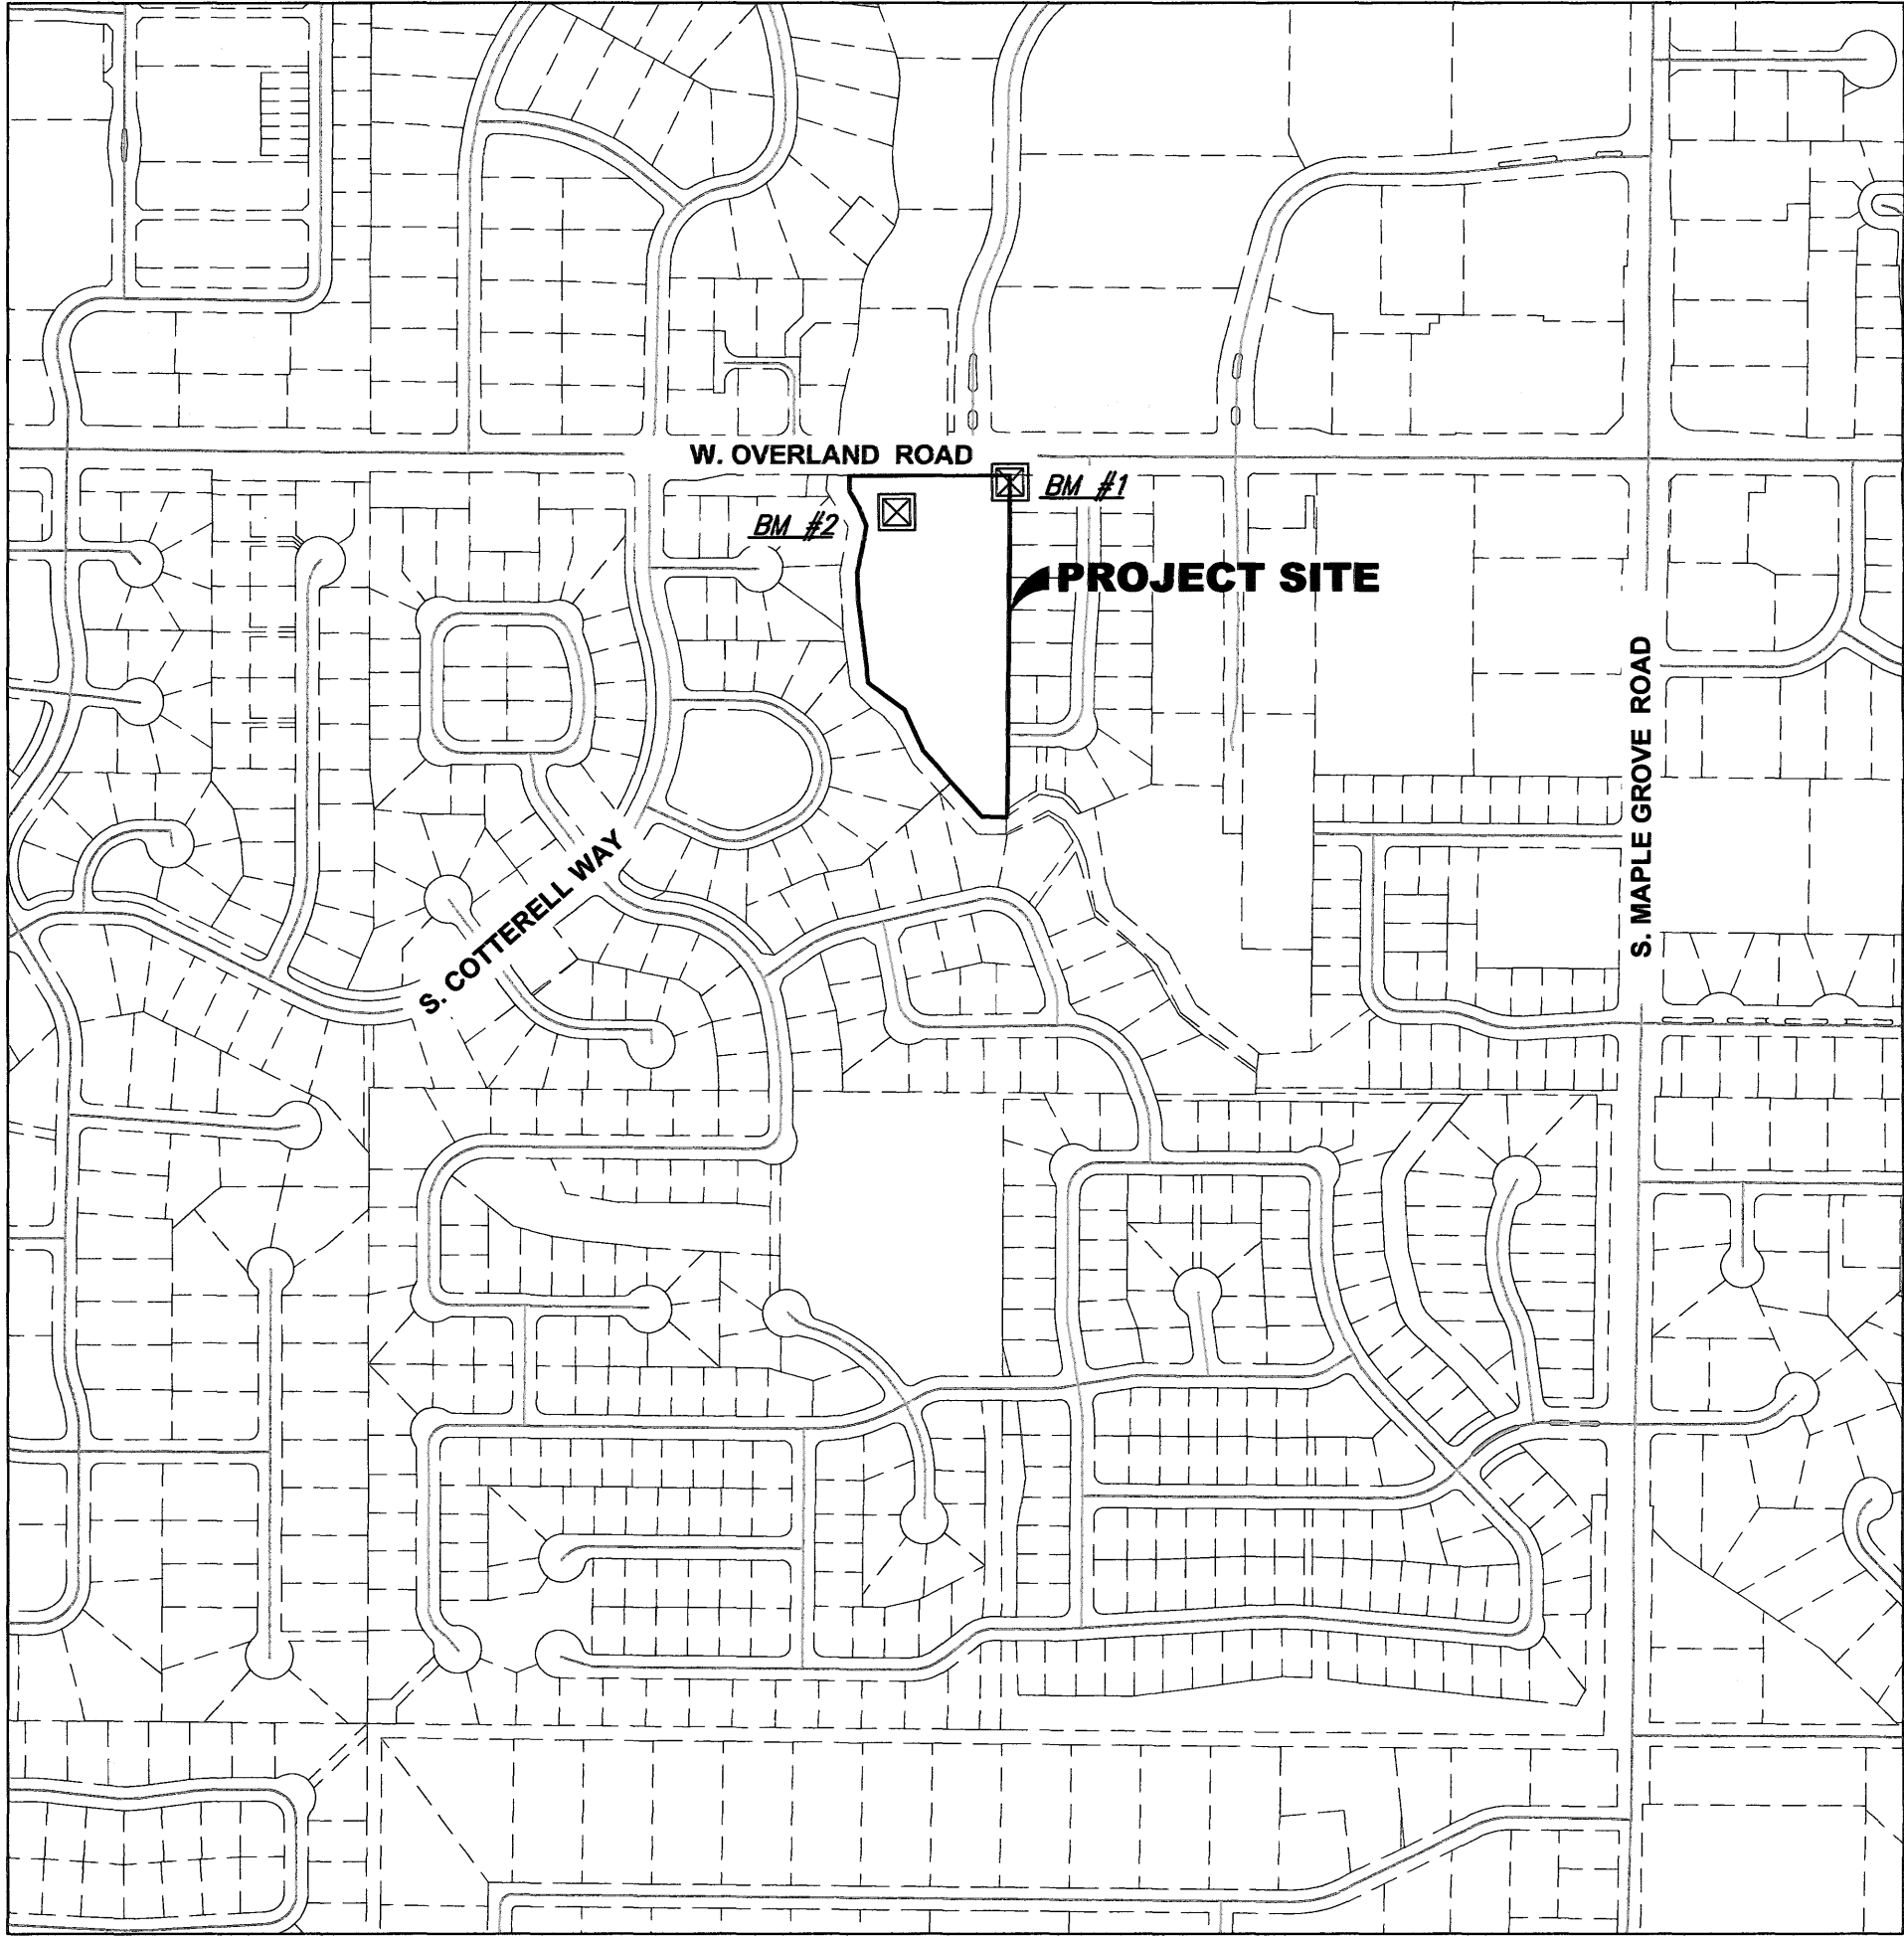 W. OVERLAND ROAD
BM #1
BM #2
PROJECT SITE
S. MAPLE GROVE ROAD
S. COTTERELL WAY